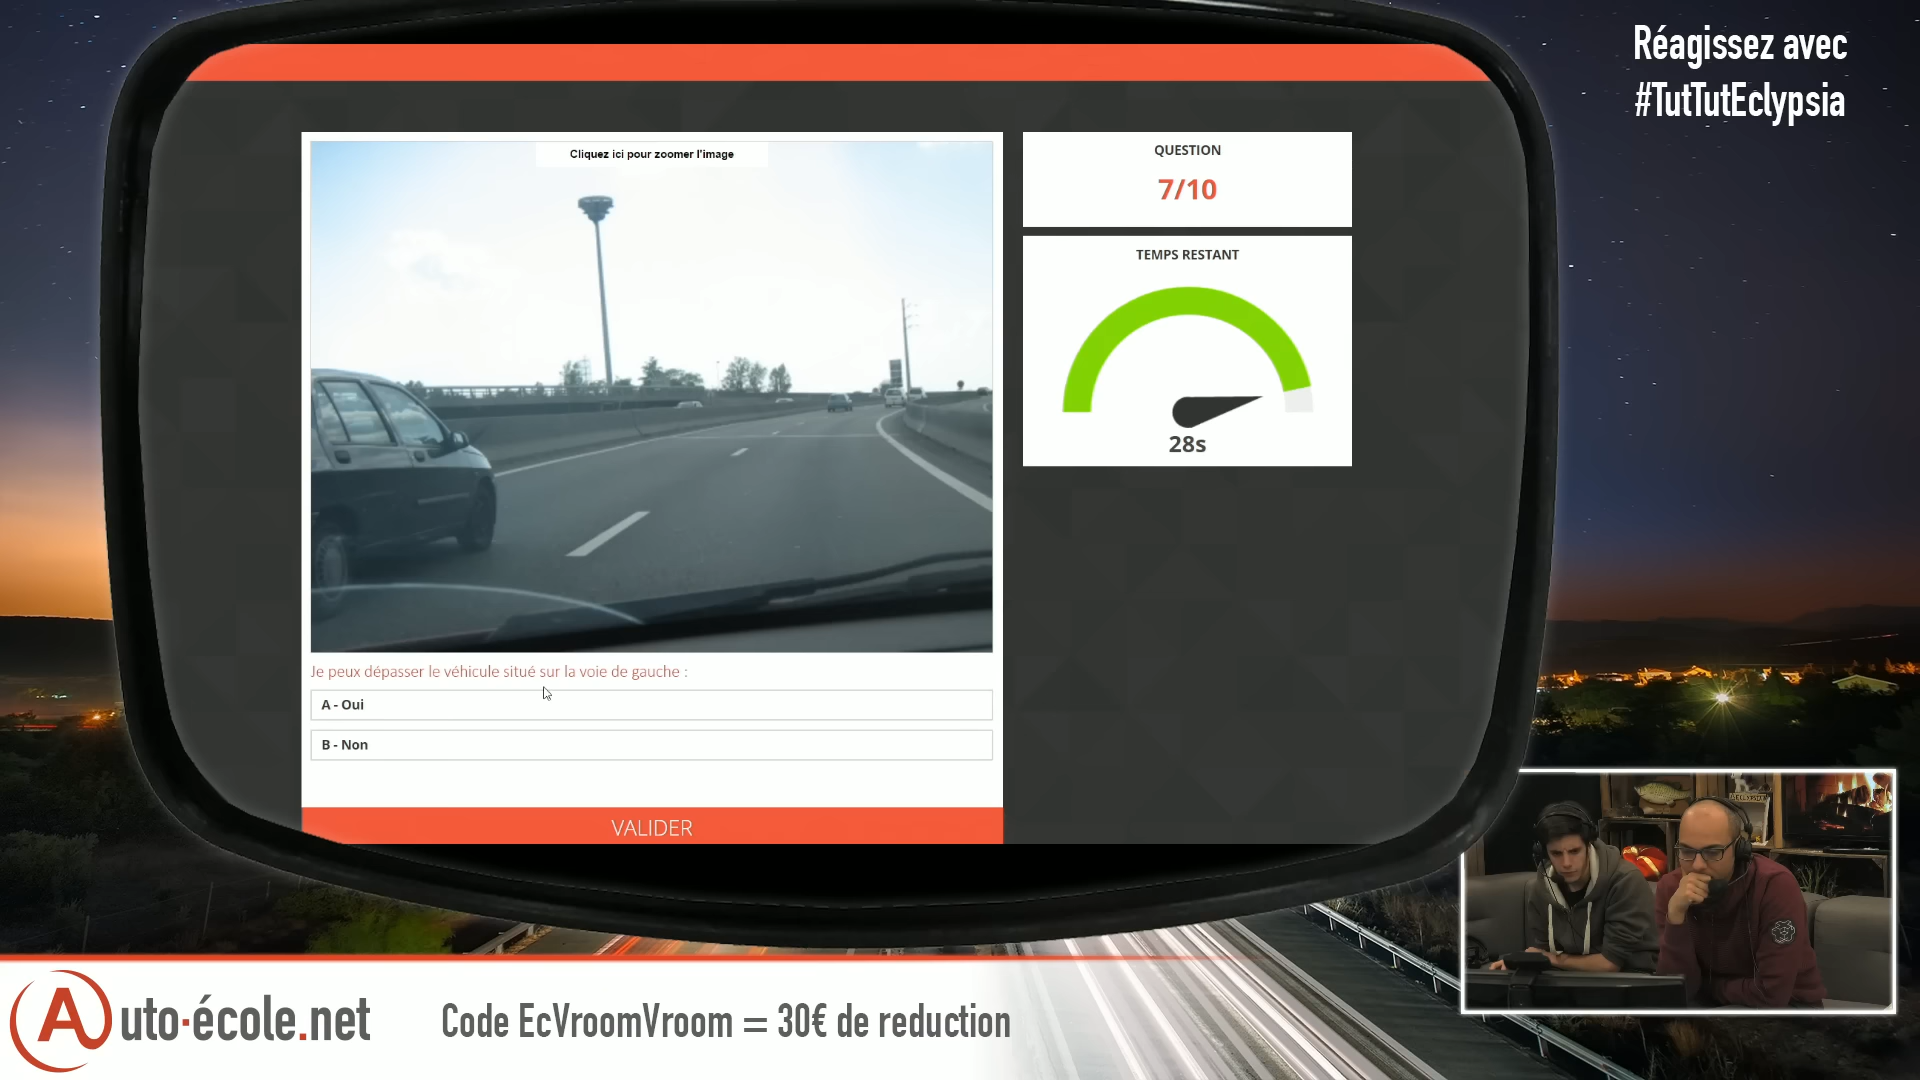 Réagissez avec
#TutTutEclypsia
Cliquez ici pour zoomer l'image
QUESTION
7/10
TEMPS RESTANT
28s
Je peux dépasser le véhicule situé sur la voie de gauche :
A - Oui
B - Non
VALIDER
Auto·école.net
Code EcVroomVroom = 30€ de reduction